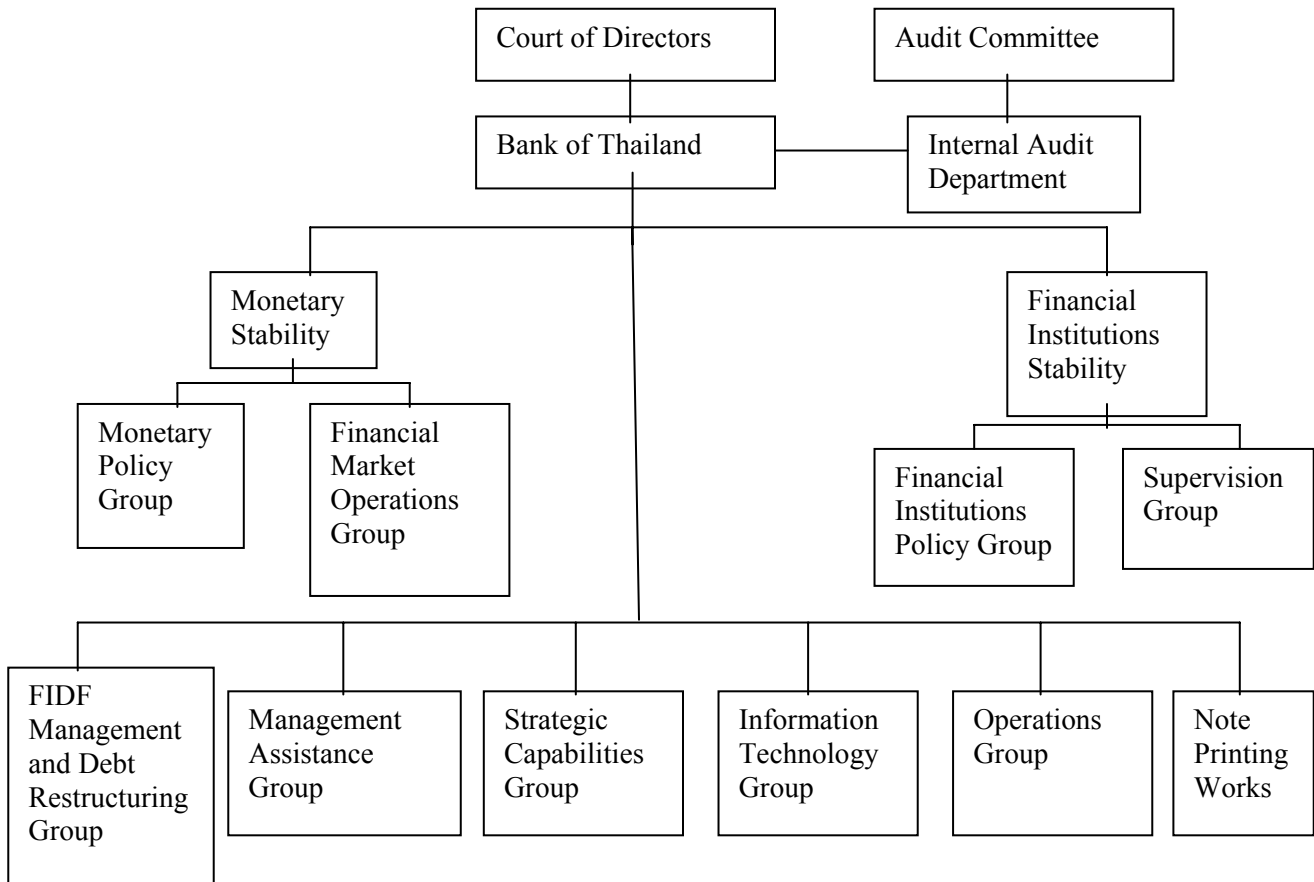 Court of Directors
Audit Committee
Bank of Thailand
Internal Audit
Department
Monetary
Stability
Financial
Institutions
Stability
Monetary
Policy
Group
Financial
Market
Operations
Group
Financial
Institutions
Policy Group
Supervision
Group
FIDF
Management
and Debt
Restructuring
Group
Management
Assistance
Group
Strategic
Capabilities
Group
Information
Technology
Group
Operations
Group
Note
Printing
Works